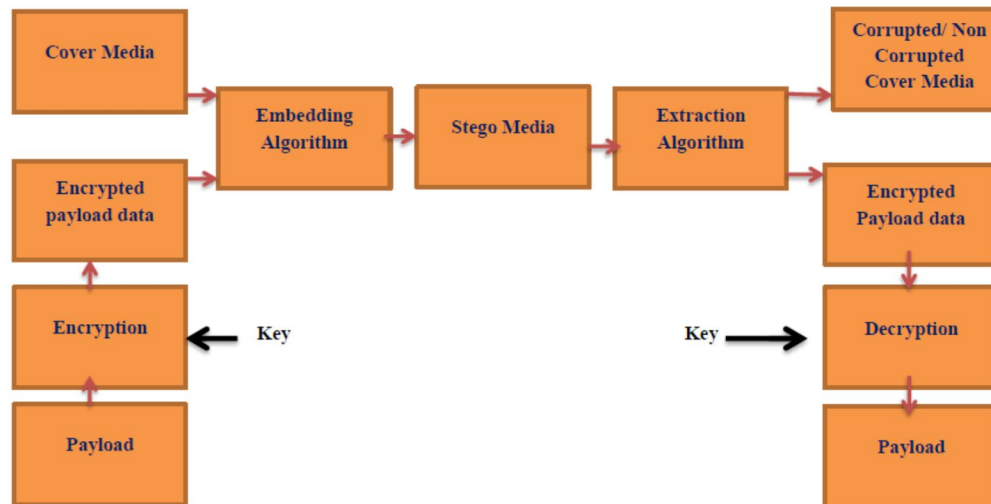 Cover Media
Corrupted/ Non
Corrupted
Cover Media
Embedding
Algorithm
Stego Media
Extraction
Algorithm
Encrypted
payload data
Encrypted
Payload data
Encryption
Key
Key
Decryption
Payload
Payload